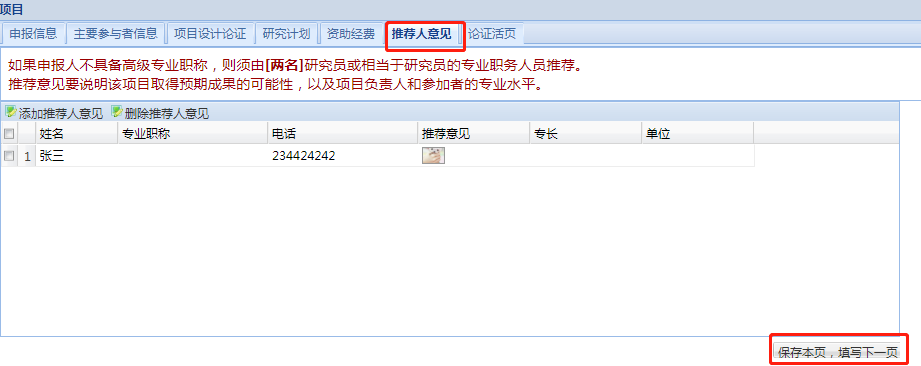 项目
申报信息 主要参与者信息 项目设计论证 研究计划 资助经费 推荐人意见 论证活页
如果申报人不具备高级专业职称，则须由[两名]研究员或相当于研究员的专业职务人员推荐。
推荐意见要说明该项目取得预期成果的可能性，以及项目负责人和参加者的专业水平。
添加推荐人意见 删除推荐人意见
姓名 专业职称 电话 推荐意见 专长 单位
1 张三 234424242
保存本页，填写下一页